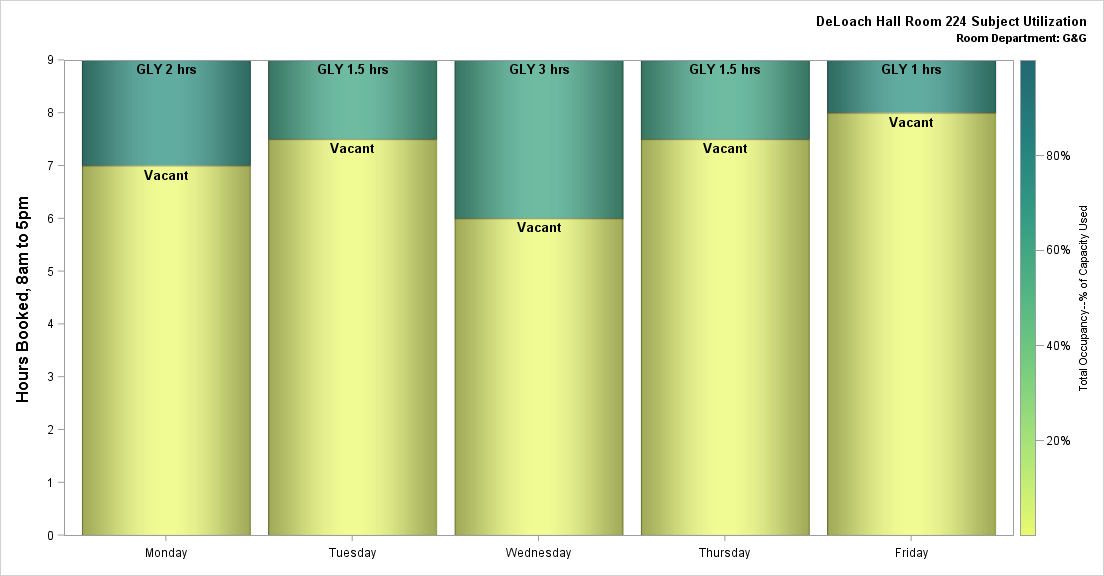 DeLoach Hall Room 224 Subject Utilization
Room Department: G&G
Hours Booked, 8am to 5pm
9
8
7
6
5
4
3
2
1
0
GLY 2 hrs
Vacant
GLY 1.5 hrs
Vacant
GLY 3 hrs
Vacant
GLY 1.5 hrs
Vacant
GLY 1 hrs
Vacant
Monday
Tuesday
Wednesday
Thursday
Friday
80%
60%
40%
20%
Total Occupancy--% of Capacity Used